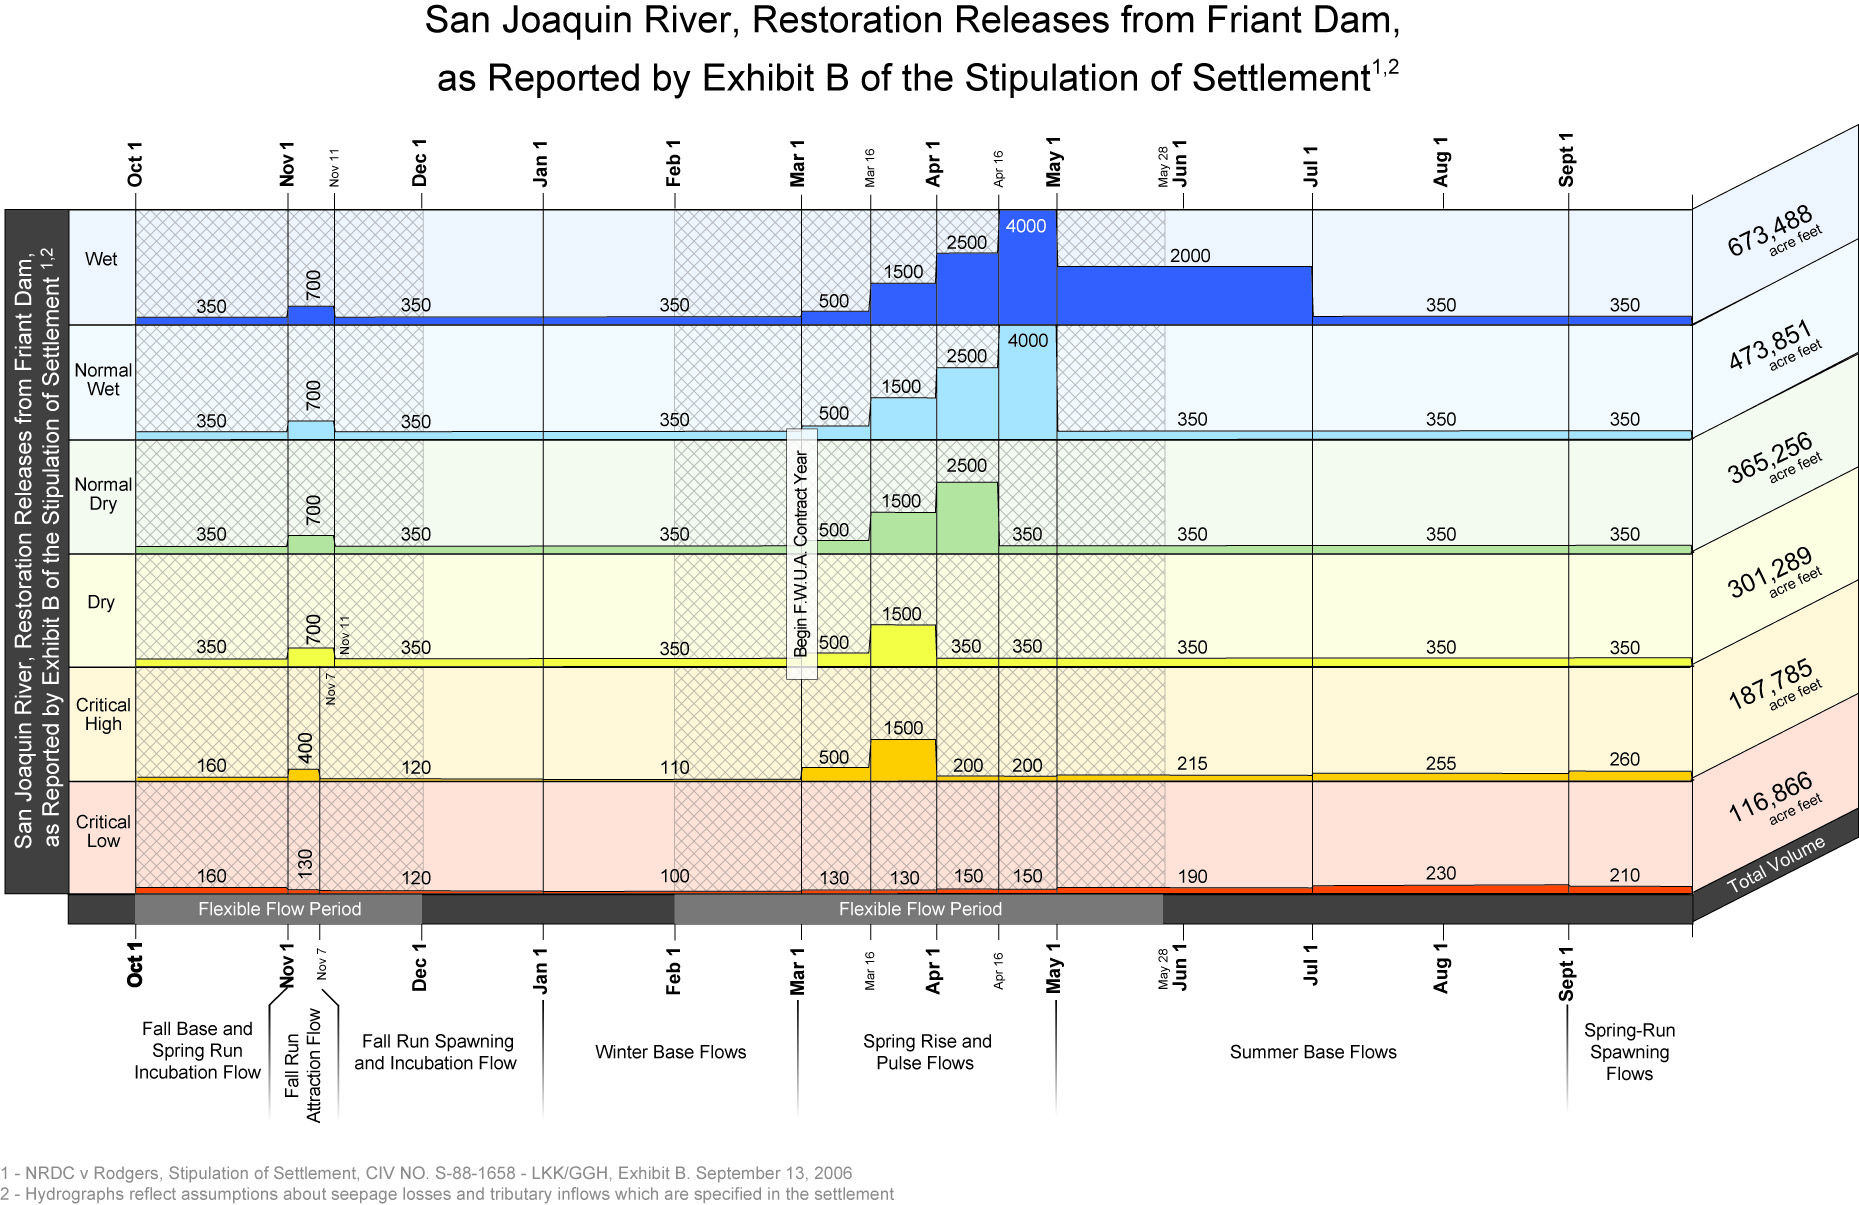 San Joaquin River, Restoration Releases from Friant Dam,
as Reported by Exhibit B of the Stipulation of Settlement1,2
Oct 1
Nov 1
Nov 11
Dec 1
Jan 1
Feb 1
Mar 1
Mar 16
Apr 1
Apr 16
May 1
May 28
Jun 1
Jul 1
Aug 1
Sept 1
San Joaquin River, Restoration Releases from Friant Dam,
as Reported by Exhibit B of the Stipulation of Settlement 1,2
Wet
350
700
350
350
500
1500
2500
4000
2000
350
350
673,488
acre feet
Normal
Wet
350
700
350
350
500
1500
2500
4000
350
350
350
473,851
acre feet
Begin F.W.U.A. Contract Year
Normal
Dry
350
700
350
350
500
1500
2500
350
350
350
350
365,256
acre feet
Dry
350
700
Nov 11
350
350
500
1500
350
350
350
350
350
301,289
acre feet
Critical
High
160
400
Nov 7
120
110
500
1500
200
200
215
255
260
187,785
acre feet
Critical
Low
160
130
120
100
130
130
150
150
190
230
210
116,866
acre feet
Total Volume
Flexible Flow Period
Flexible Flow Period
Oct 1
Nov 1
Nov 7
Dec 1
Jan 1
Feb 1
Mar 1
Mar 16
Apr 1
Apr 16
May 1
May 28
Jun 1
Jul 1
Aug 1
Sept 1
Fall Base and
Spring Run
Incubation Flow
Fall Run
Attraction Flow
Fall Run Spawning
and Incubation Flow
Winter Base Flows
Spring Rise and
Pulse Flows
Summer Base Flows
Spring-Run
Spawning
Flows
1 - NRDC v Rodgers, Stipulation of Settlement, CIV NO. S-88-1658 - LKK/GGH, Exhibit B. September 13, 2006
2 - Hydrographs reflect assumptions about seepage losses and tributary inflows which are specified in the settlement